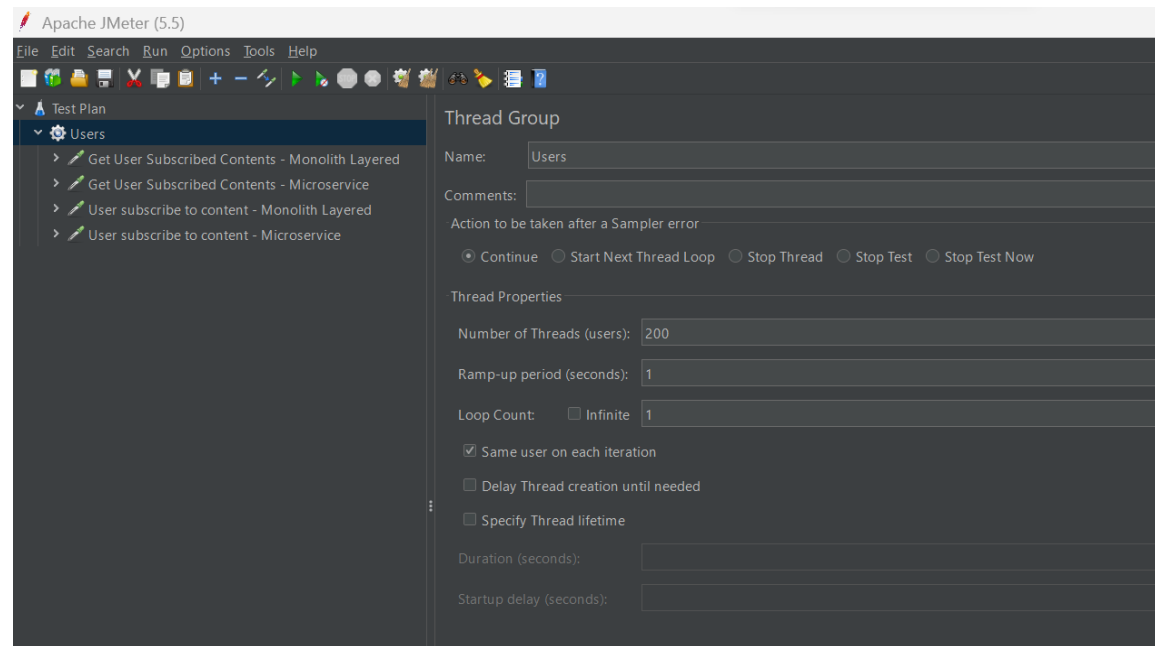 Apache JMeter (5.5)
File Edit Search Run Options Tools Help
Test Plan
Users
Get User Subscribed Contents - Monolith Layered
Get User Subscribed Contents - Microservice
User subscribe to content - Monolith Layered
User subscribe to content - Microservice
Thread Group
Name: Users
Comments:
Action to be taken after a Sampler error
Continue Start Next Thread Loop Stop Thread Stop Test Stop Test Now
Thread Properties
Number of Threads (users): 200
Ramp-up period (seconds): 1
Loop Count: Infinite 1
Same user on each iteration
Delay Thread creation until needed
Specify Thread lifetime
Duration (seconds):
Startup delay (seconds):